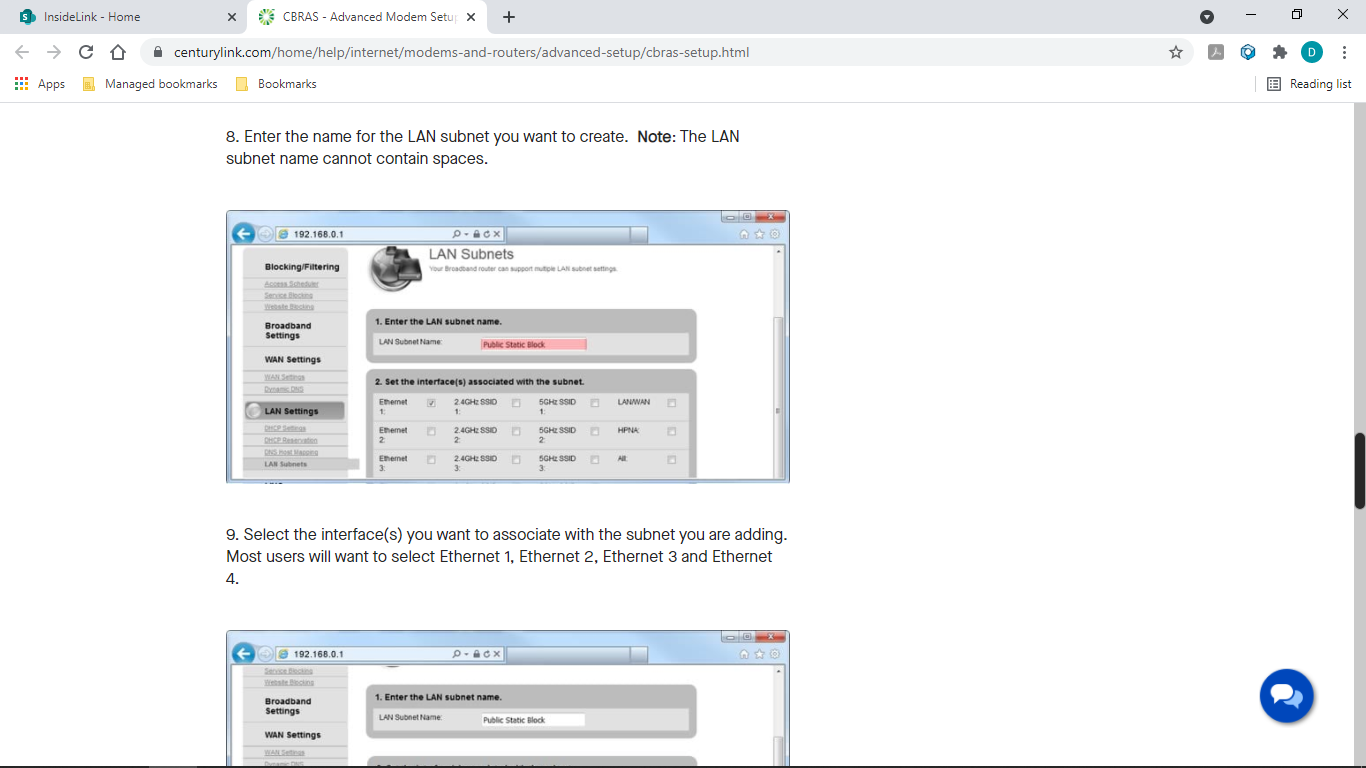 InsideLink - Home
CBRAS - Advanced Modem Setup
centurylink.com/home/help/internet/modems-and-routers/advanced-setup/cbras-setup.html
D
Apps
Managed bookmarks
Bookmarks
Reading list
8. Enter the name for the LAN subnet you want to create. Note: The LAN
subnet name cannot contain spaces.
192.168.0.1
LAN Subnets
Your Broadband router can support multiple LAN subnet settings.
Blocking/Filtering
Access Scheduler
Service Blocking
Website Blocking
Broadband
Settings
WAN Settings
WAN Settings
Dynamic DNS
LAN Settings
DHCP Settings
DHCP Reservation
DNS Host Mapping
LAN Subnets
1. Enter the LAN subnet name.
LAN Subnet Name: Public Static Block
2. Set the interface(s) associated with the subnet.
Ethernet 2.4GHz SSID 5GHz SSID LAN/WAN
1: 1: 1:
Ethernet 2.4GHz SSID 5GHz SSID HPNA:
2: 2: 2:
Ethernet 2.4GHz SSID 5GHz SSID All:
3: 3: 3:
9. Select the interface(s) you want to associate with the subnet you are adding.
Most users will want to select Ethernet 1, Ethernet 2, Ethernet 3 and Ethernet
4.
192.168.0.1
Service Blocking
Website Blocking
Broadband
Settings
WAN Settings
WAN Settings
Dynamic DNS
1. Enter the LAN subnet name.
LAN Subnet Name: Public Static Block